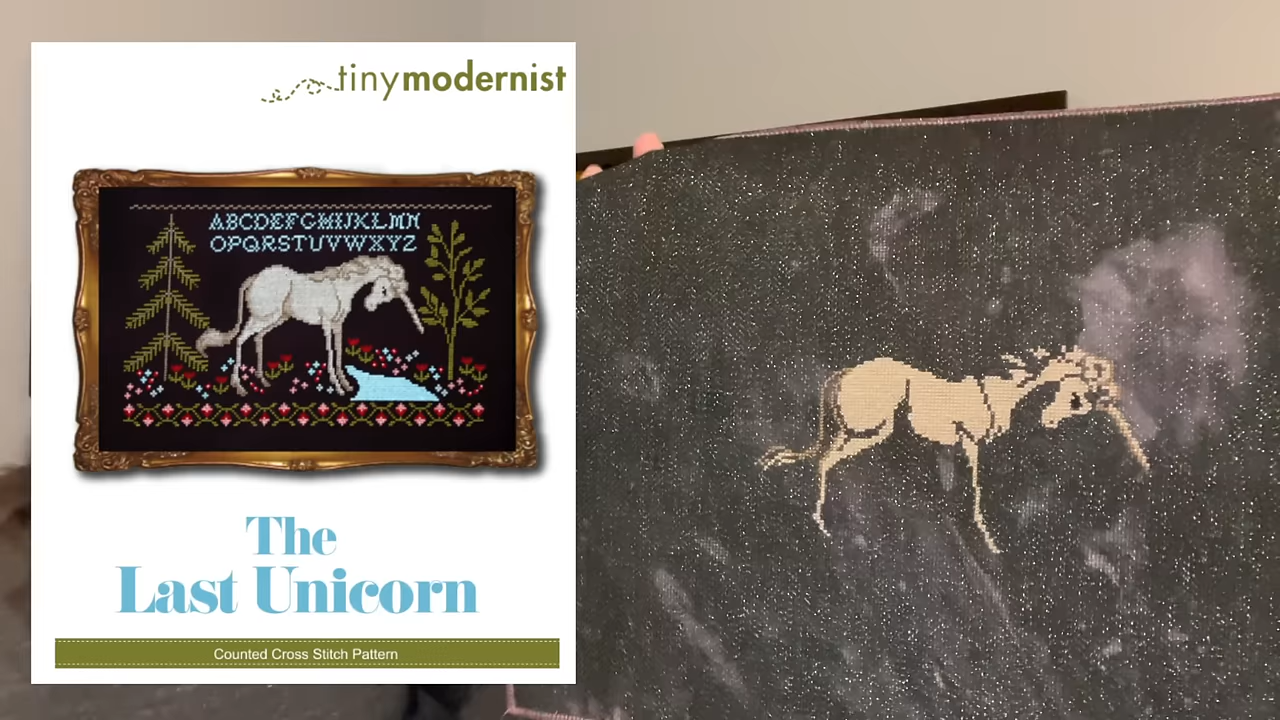 tinymodernist
ABCDEFGHIJKLMN
OPQRSTUVWXYZ
The
Last Unicorn
Counted Cross Stitch Pattern